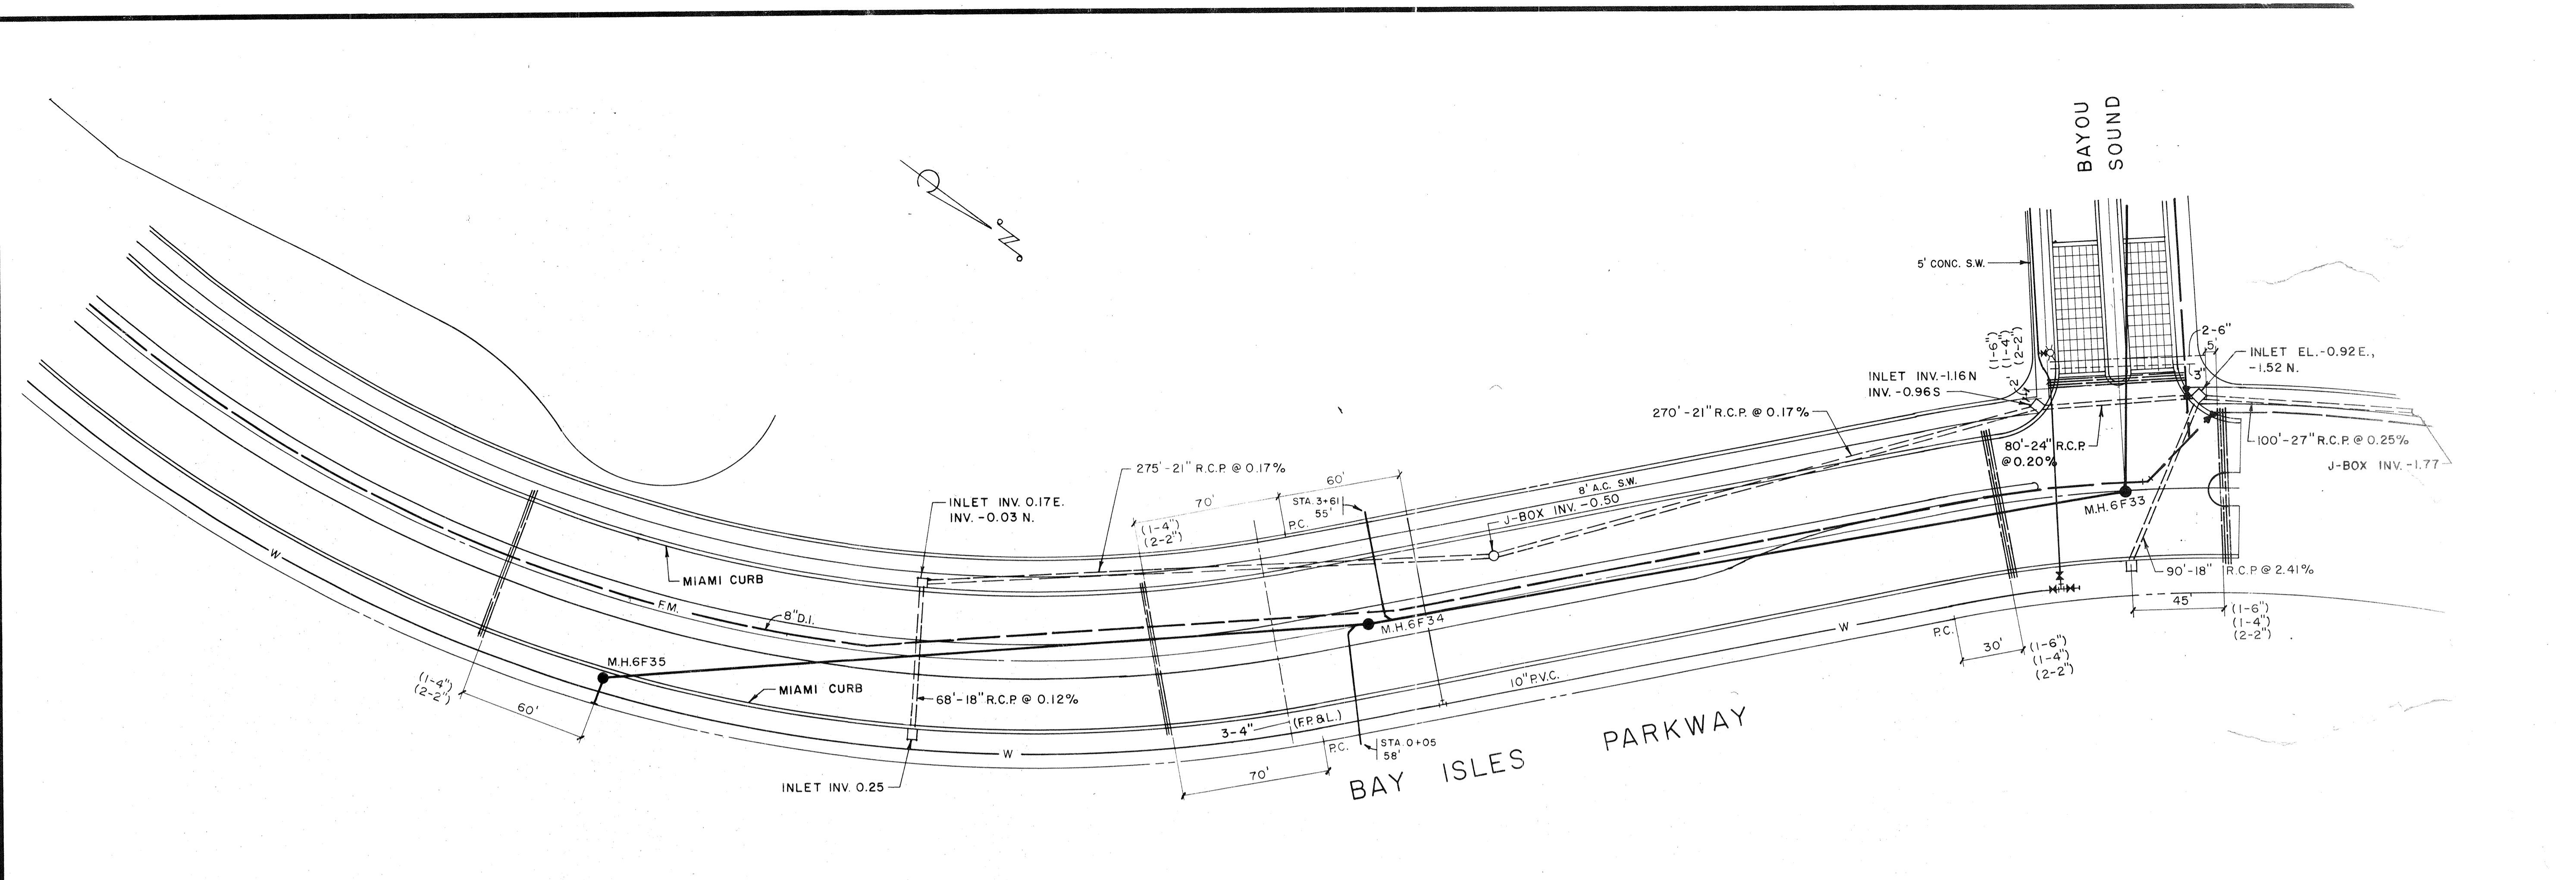 BAYOU
SOUND
N
5' CONC. S.W.
(1-6")
(1-4")
(2-2")
2'
2-6"
5'
3"
INLET EL.-0.92 E.,
-1.52 N.
INLET INV.-1.16 N
INV.-0.96 S
270'-21" R.C.P. @ 0.17%
80'-24" R.C.P.
@ 0.20%
100'-27" R.C.P. @ 0.25%
J-BOX INV.-1.77
275'-21" R.C.P. @ 0.17%
60'
70'
STA. 3+61
55'
P.C.
(1-4")
(2-2")
8' A.C. S.W.
J-BOX INV. -0.50
INLET INV. 0.17 E.
INV. -0.03 N.
M.H.6F33
W
MIAMI CURB
F.M.
8" D.I.
M.H.6F34
90'-18" R.C.P. @ 2.41%
45'
(1-6")
(1-4")
(2-2")
W
P.C.
30'
(1-6")
(1-4")
(2-2")
M.H.6F35
(1-4")
(2-2")
60'
MIAMI CURB
68'-18" R.C.P. @ 0.12%
10" P.V.C.
3-4" (F.P. & L.)
W
P.C.
STA. 0+05
58'
70'
INLET INV. 0.25
BAY ISLES PARKWAY